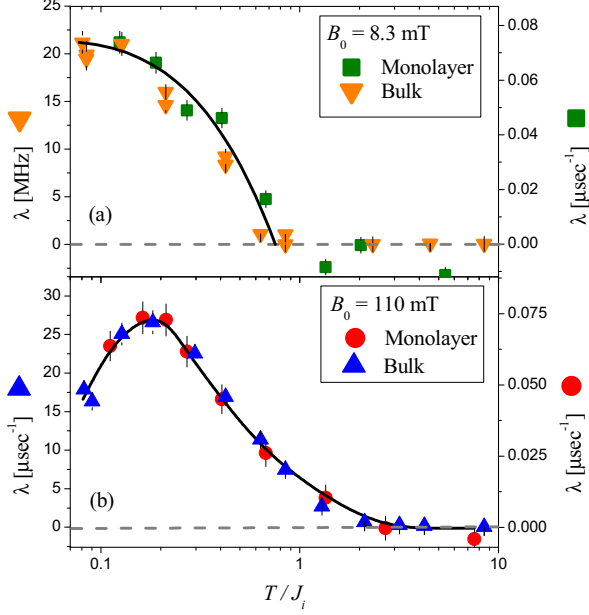 25
20
15
10
5
0
λ [MHz]
(a)
B₀ = 8.3 mT
Monolayer
Bulk
0.08
0.06
0.04
0.02
0.00
λ [μsec⁻¹]
30
25
20
15
10
5
0
λ [μsec⁻¹]
(b)
B₀ = 110 mT
Monolayer
Bulk
0.075
0.050
0.025
0.000
λ [μsec⁻¹]
0.1 1 10
T / Jᵢ